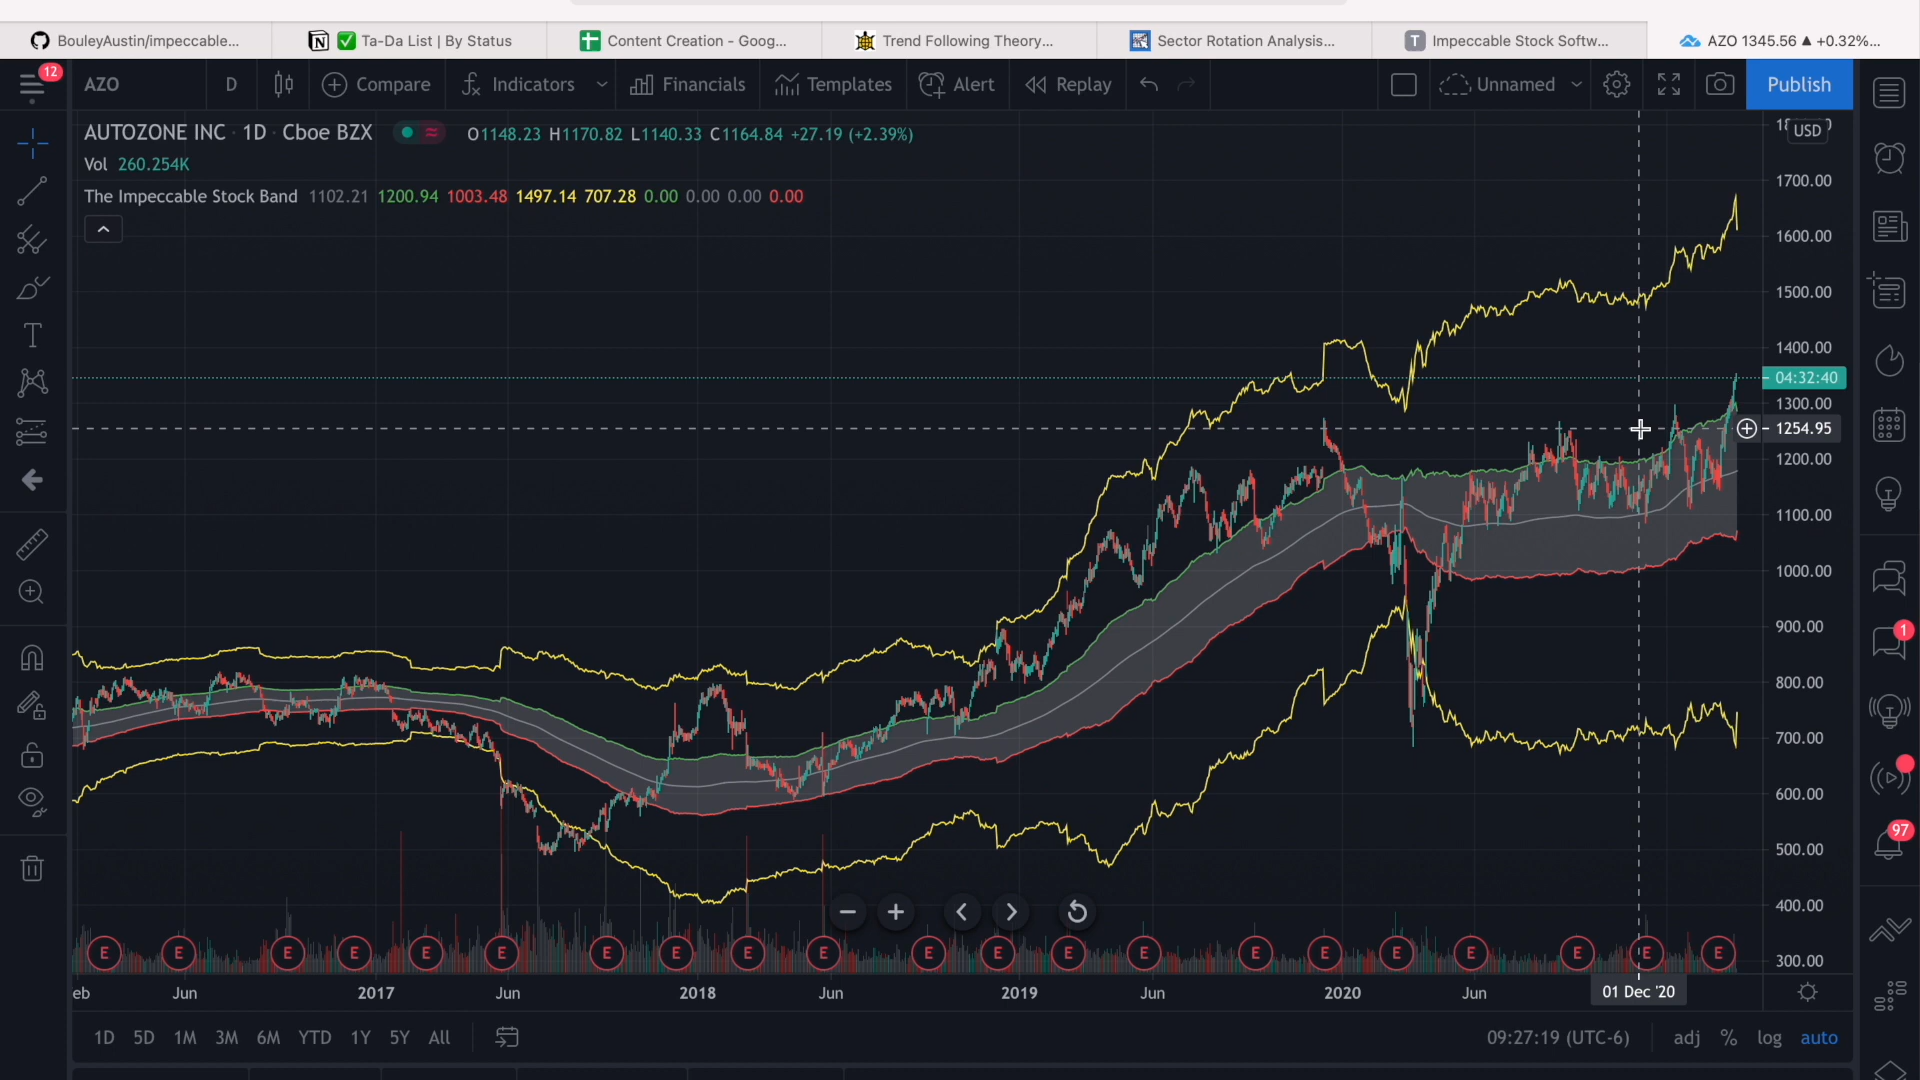 BouleyAustin/impeccable...
Ta-Da List | By Status
Content Creation - Goog...
Trend Following Theory...
Sector Rotation Analysis...
T Impeccable Stock Softw...
AZO 1345.56 ▲ +0.32%...
12
AZO D Compare Indicators Financials Templates Alert Replay Unnamed Publish
AUTOZONE INC · 1D · Cboe BZX O1148.23 H1170.82 L1140.33 C1164.84 +27.19 (+2.39%)
USD
Vol 260.254K
The Impeccable Stock Band 1102.21 1200.94 1003.48 1497.14 707.28 0.00 0.00 0.00 0.00
1700.00
1600.00
1500.00
1400.00
04:32:40
1300.00
1254.95
1200.00
1100.00
1000.00
900.00
1
800.00
700.00
600.00
97
500.00
400.00
E E E E E E E E E E E E E E E E E E E E E
300.00
eb Jun 2017 Jun 2018 Jun 2019 Jun 2020 Jun 01 Dec '20
1D 5D 1M 3M 6M YTD 1Y 5Y All 09:27:19 (UTC-6) adj % log auto